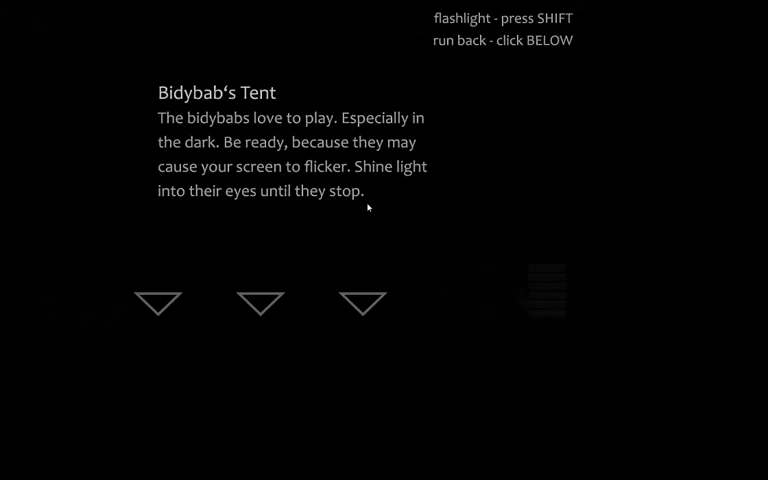 flashlight - press SHIFT
run back - click BELOW
Bidybab‘s Tent
The bidybabs love to play. Especially in
the dark. Be ready, because they may
cause your screen to flicker. Shine light
into their eyes until they stop.